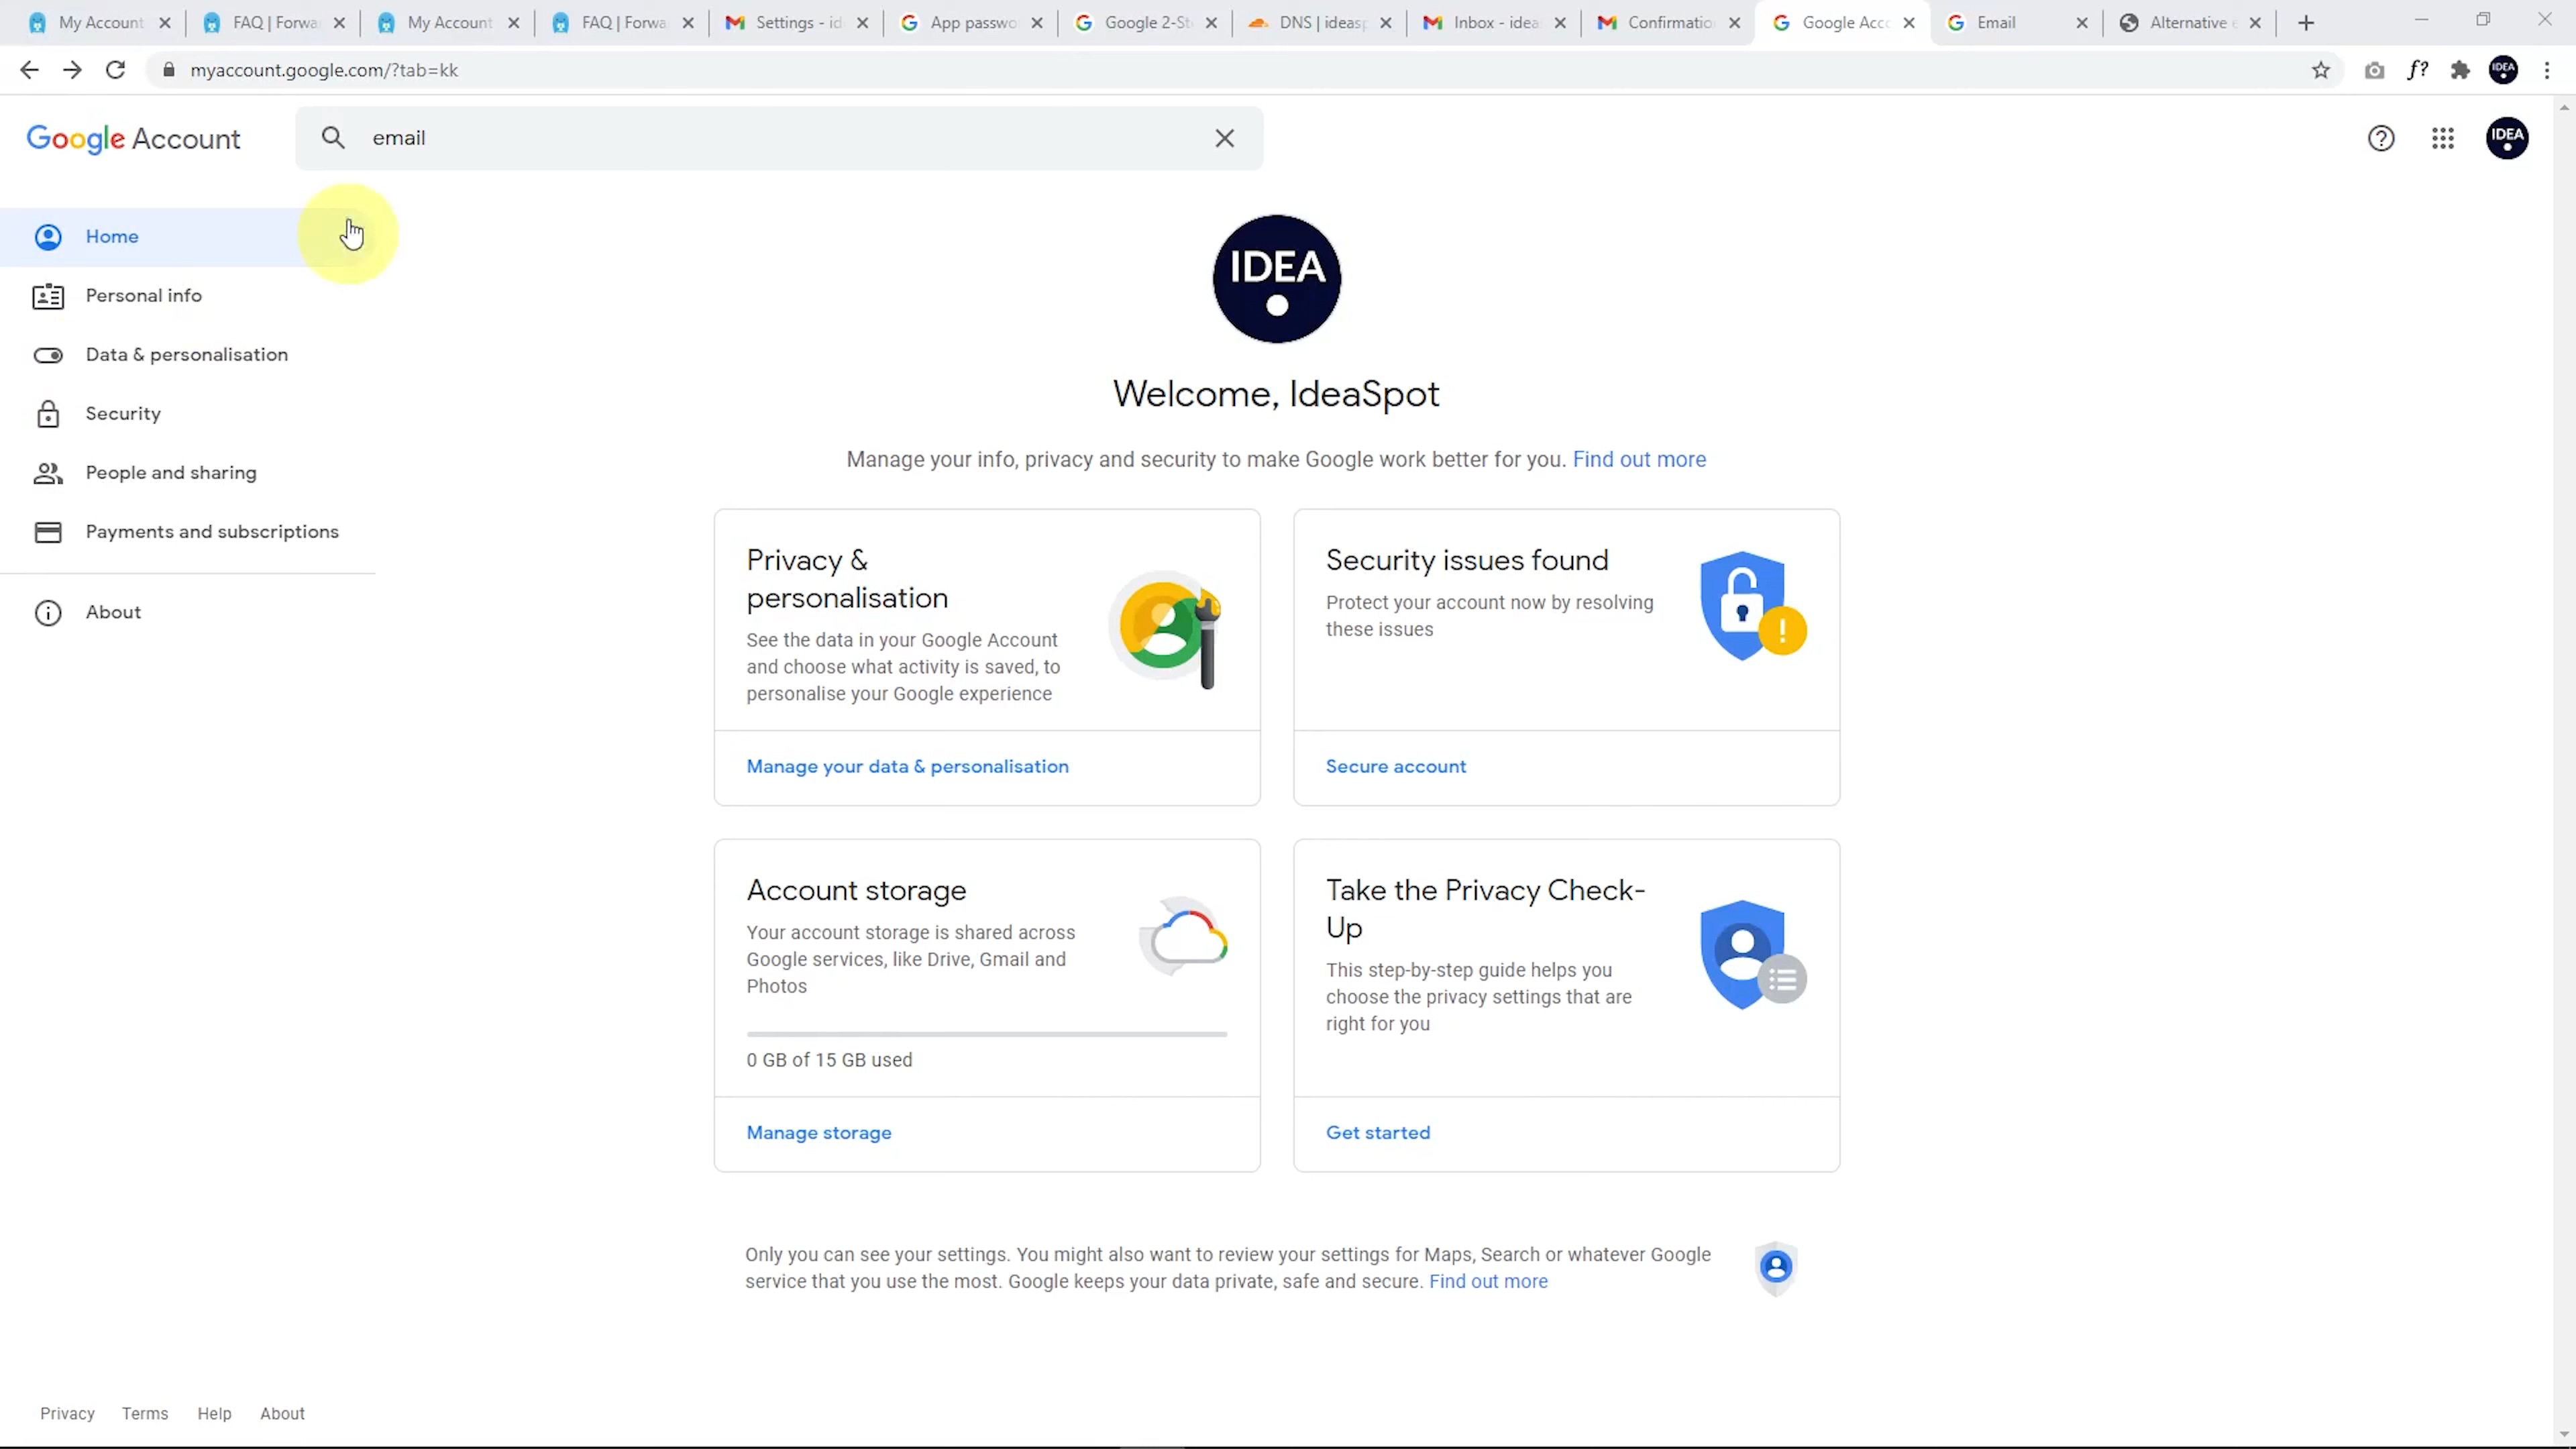 My Account
FAQ | Forwa
My Account
FAQ | Forwa
Settings - id
App passwo
Google 2-St
DNS | ideasp
Inbox - idea
Confirmatio
Google Acc
Email
Alternative e
myaccount.google.com/?tab=kk
f?
IDEA
Google Account
email
IDEA
Home
Personal info
Data & personalisation
Security
People and sharing
Payments and subscriptions
About
IDEA
Welcome, IdeaSpot
Manage your info, privacy and security to make Google work better for you. Find out more
Privacy &
personalisation
See the data in your Google Account
and choose what activity is saved, to
personalise your Google experience
Manage your data & personalisation
Security issues found
Protect your account now by resolving
these issues
Secure account
Account storage
Your account storage is shared across
Google services, like Drive, Gmail and
Photos
0 GB of 15 GB used
Manage storage
Take the Privacy Check-
Up
This step-by-step guide helps you
choose the privacy settings that are
right for you
Get started
Only you can see your settings. You might also want to review your settings for Maps, Search or whatever Google
service that you use the most. Google keeps your data private, safe and secure. Find out more
Privacy Terms Help About